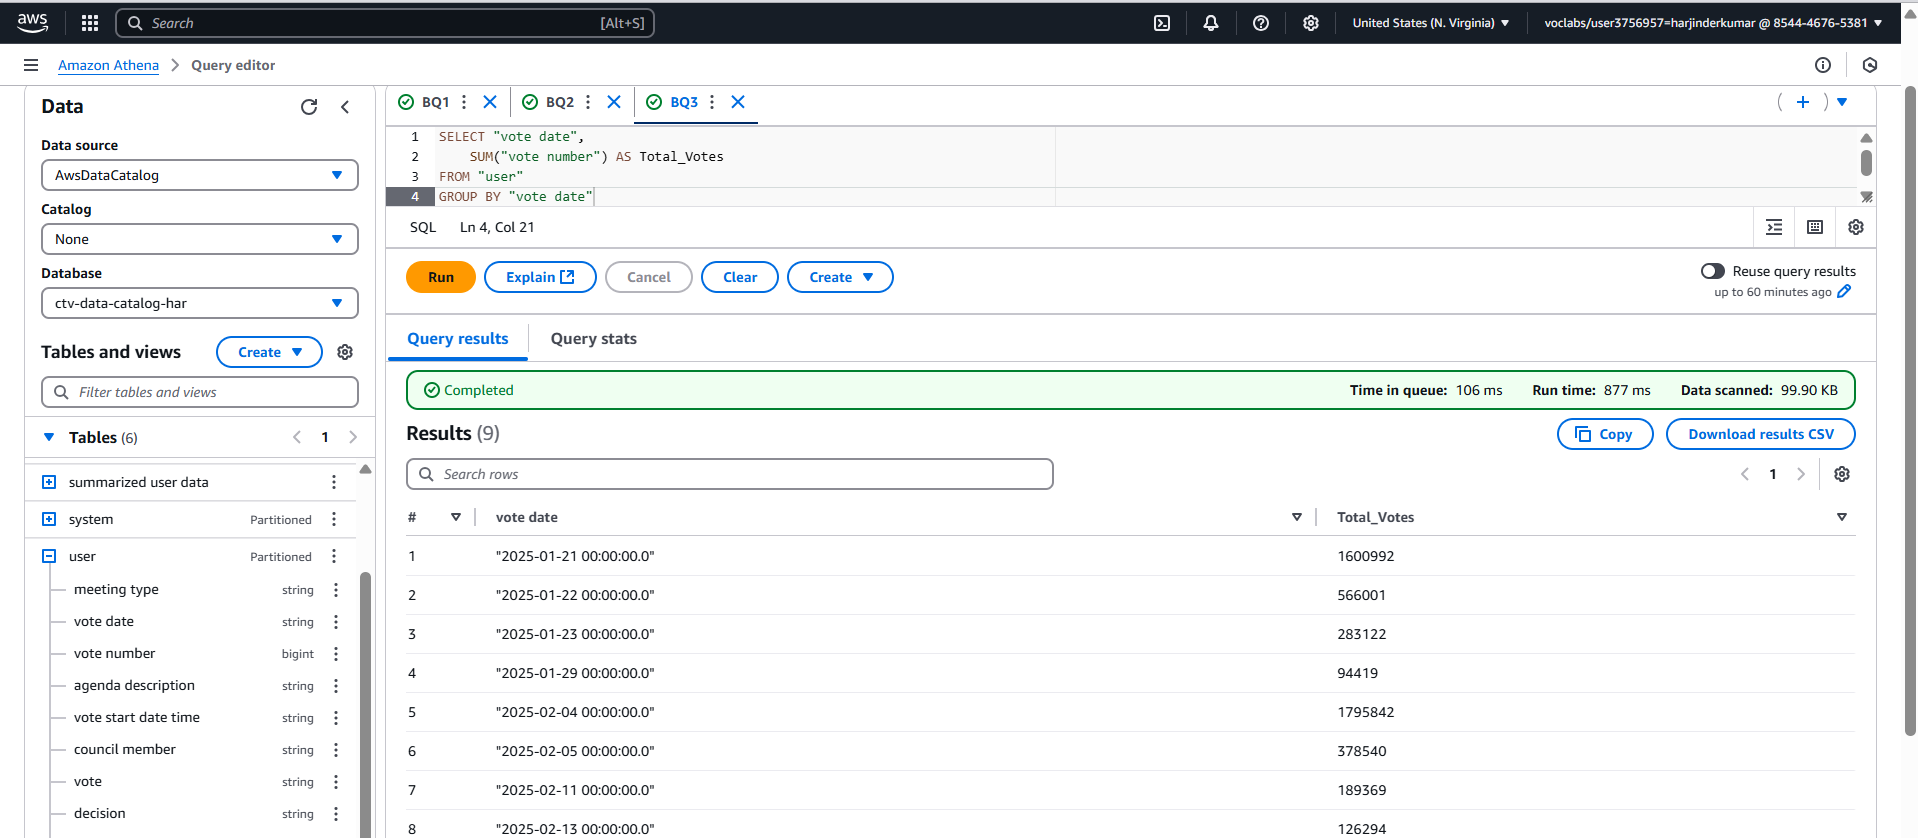 aws
Search [Alt+S]
United States (N. Virginia) voclabs/user3756957=harjinderkumar @ 8544-4676-5381
Amazon Athena > Query editor
Data
Data source
AwsDataCatalog
Catalog
None
Database
ctv-data-catalog-har
Tables and views Create
Filter tables and views
Tables (6) 1
summarized user data
system Partitioned
user Partitioned
meeting type string
vote date string
vote number bigint
agenda description string
vote start date time string
council member string
vote string
decision string
BQ1 BQ2 BQ3
1 SELECT "vote date",
2 SUM("vote number") AS Total_Votes
3 FROM "user"
4 GROUP BY "vote date"
SQL Ln 4, Col 21
Run Explain Cancel Clear Create
Reuse query results
up to 60 minutes ago
Query results Query stats
Completed Time in queue: 106 ms Run time: 877 ms Data scanned: 99.90 KB
Results (9) Copy Download results CSV
Search rows 1
# vote date Total_Votes
1 "2025-01-21 00:00:00.0" 1600992
2 "2025-01-22 00:00:00.0" 566001
3 "2025-01-23 00:00:00.0" 283122
4 "2025-01-29 00:00:00.0" 94419
5 "2025-02-04 00:00:00.0" 1795842
6 "2025-02-05 00:00:00.0" 378540
7 "2025-02-11 00:00:00.0" 189369
8 "2025-02-13 00:00:00.0" 126294